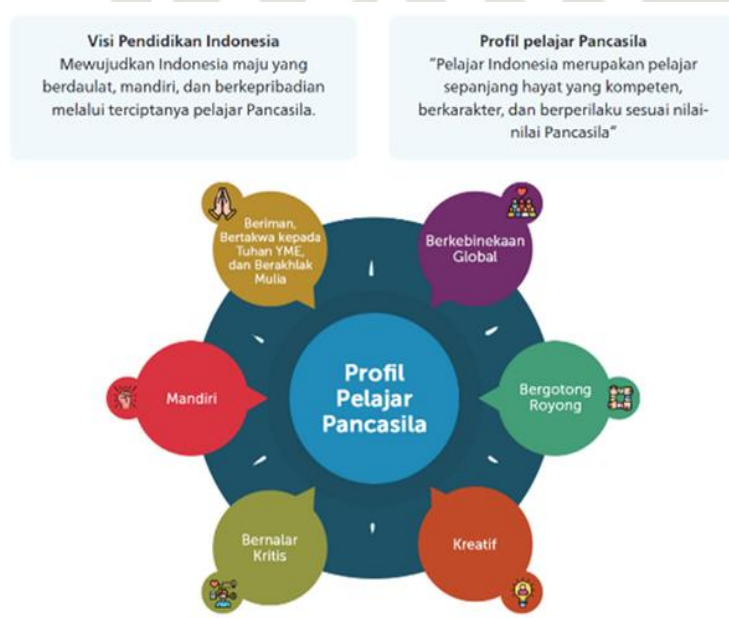 Visi Pendidikan Indonesia
Mewujudkan Indonesia maju yang
berdaulat, mandiri, dan berkepribadian
melalui terciptanya pelajar Pancasila.
Profil pelajar Pancasila
"Pelajar Indonesia merupakan pelajar
sepanjang hayat yang kompeten,
berkarakter, dan berperilaku sesuai nilai-
nilai Pancasila"
Beriman,
Bertakwa kepada
Tuhan YME,
dan Berakhlak
Mulia
Berkebinekaan
Global
Mandiri
Profil
Pelajar
Pancasila
Bergotong
Royong
Bernalar
Kritis
Kreatif